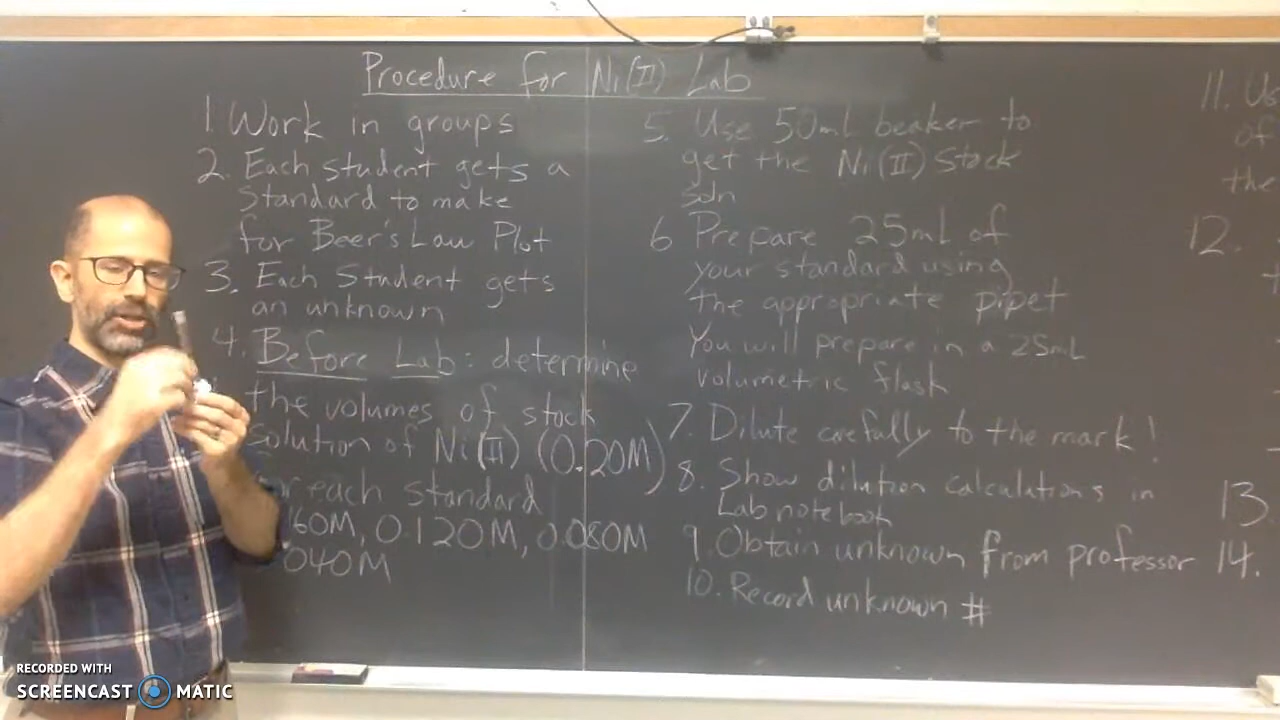 Procedure for Ni(II) Lab
1. Work in groups
2. Each student gets a
Standard to make
for Beer's Law Plot
3. Each Student gets
an unknown
4. Before Lab: determine
the volumes of stock
solution of Ni(II) (0.20M)
each standard
60M, 0.120M, 0.080M
040M
5. Use 50mL beaker to
get the Ni(II) Stock
soln
6 Prepare 25mL of
your standard using
the appropriate pipet
You will prepare in a 25mL
volumetric flask
7. Dilute carefully to the mark!
8. Show dilution calculations in
Lab notebook
9. Obtain unknown from professor
10. Record unknown #
11.
of
the
12.
13.
14.
RECORDED WITH
SCREENCAST MATIC